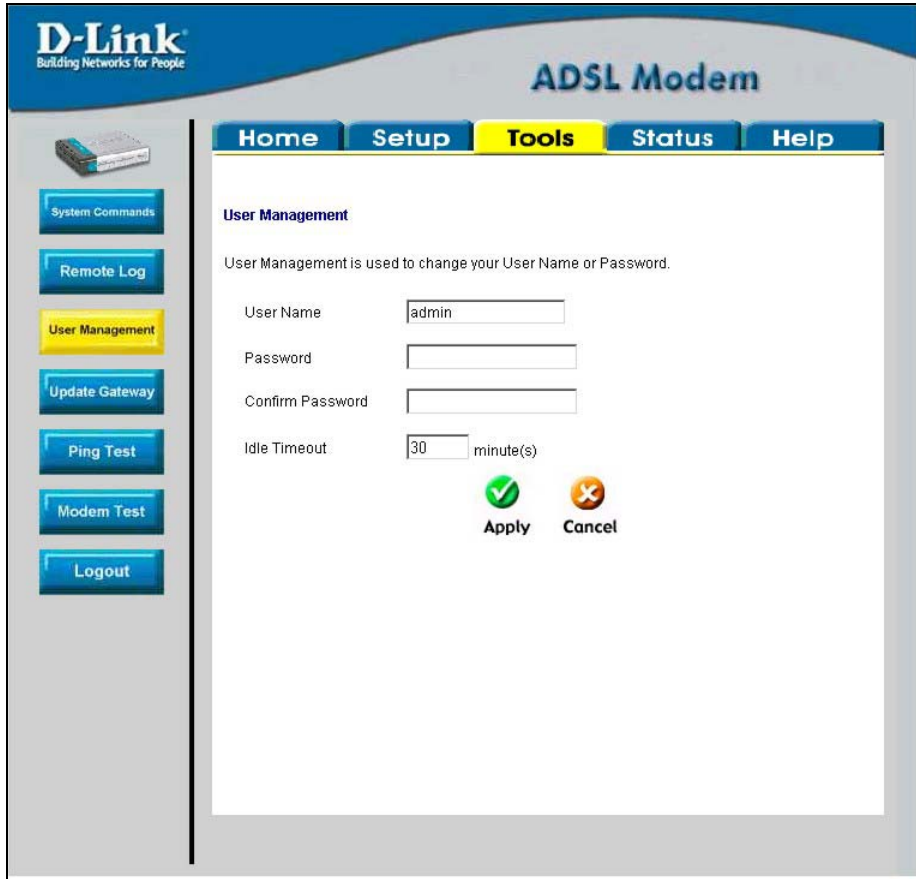 D-Link
Building Networks for People
ADSL Modem
Home
Setup
Tools
Status
Help
System Commands
Remote Log
User Management
Update Gateway
Ping Test
Modem Test
Logout
User Management
User Management is used to change your User Name or Password.
User Name admin
Password
Confirm Password
Idle Timeout 30 minute(s)
Apply Cancel